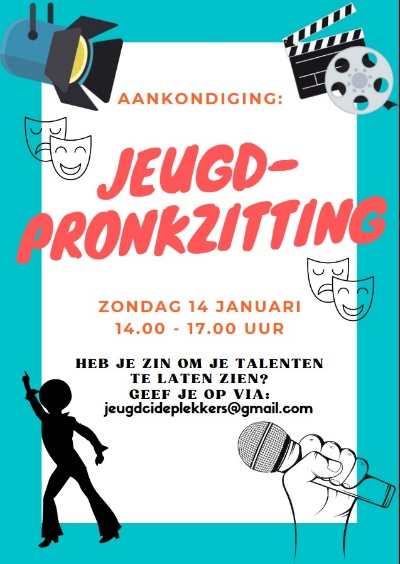 AANKONDIGING:
JEUGD-
PRONKZITTING
ZONDAG 14 JANUARI
14.00 - 17.00 UUR
HEB JE ZIN OM JE TALENTEN
TE LATEN ZIEN?
GEEF JE OP VIA:
jeugdcideplekkers@gmail.com